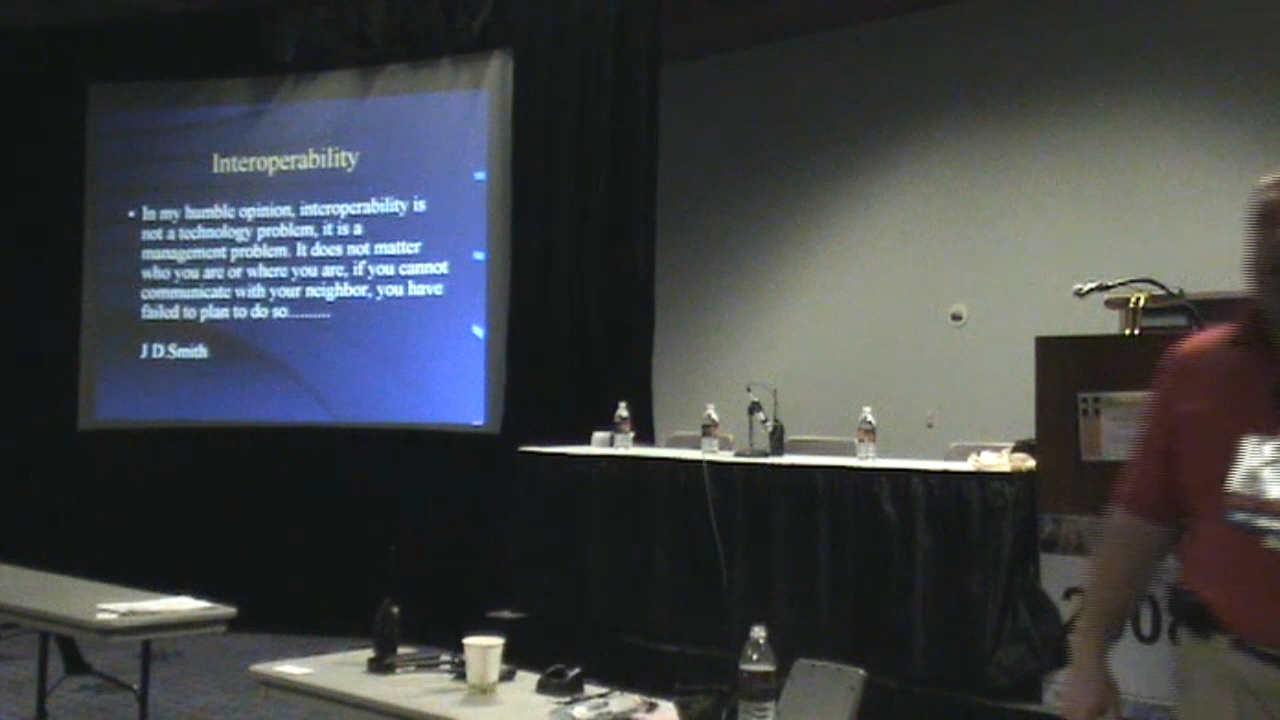 Interoperability
• In my humble opinion, interoperability is
not a technology problem, it is a
management problem. It does not matter
who you are or where you are, if you cannot
communicate with your neighbor, you have
failed to plan to do so.........
J D Smith